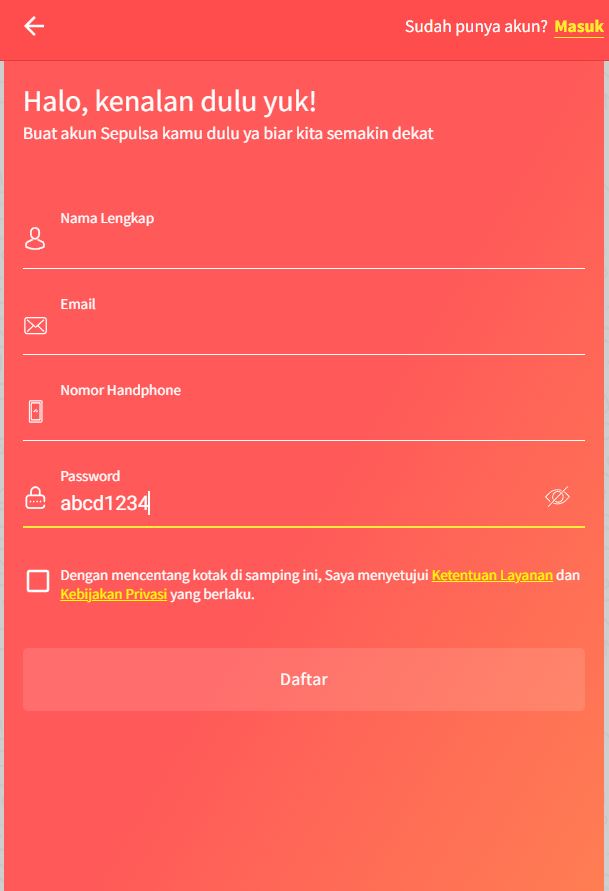 Sudah punya akun? Masuk
Halo, kenalan dulu yuk!
Buat akun Sepulsa kamu dulu ya biar kita semakin dekat
Nama Lengkap
Email
Nomor Handphone
Password
abcd1234
Dengan mencentang kotak di samping ini, Saya menyetujui Ketentuan Layanan dan
Kebijakan Privasi yang berlaku.
Daftar